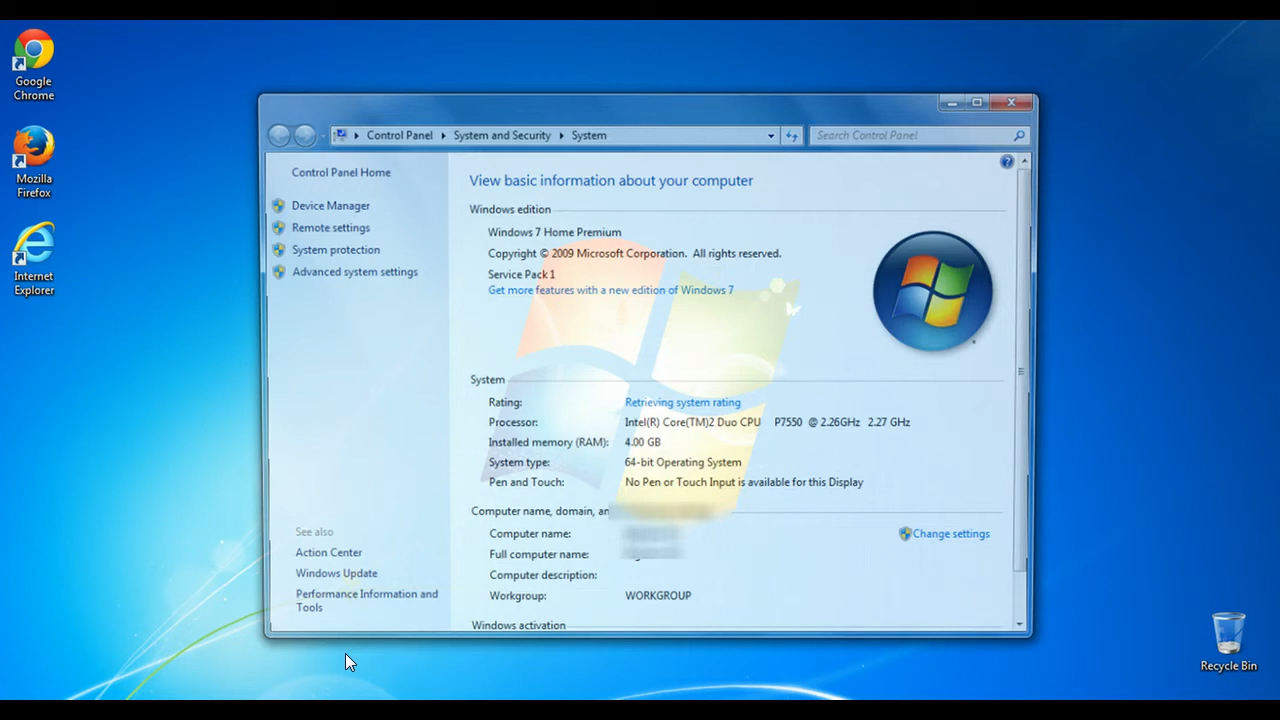 Google
Chrome
Mozilla
Firefox
Internet
Explorer
Control Panel
System and Security
System
Search Control Panel
Control Panel Home
Device Manager
Remote settings
System protection
Advanced system settings
See also
Action Center
Windows Update
Performance Information and
Tools
View basic information about your computer
Windows edition
Windows 7 Home Premium
Copyright © 2009 Microsoft Corporation. All rights reserved.
Service Pack 1
Get more features with a new edition of Windows 7
System
Rating: Retrieving system rating
Processor: Intel(R) Core(TM)2 Duo CPU P7550 @ 2.26GHz 2.27 GHz
Installed memory (RAM): 4.00 GB
System type: 64-bit Operating System
Pen and Touch: No Pen or Touch Input is available for this Display
Computer name, domain,
Computer name:
Change settings
Full computer name:
Computer description:
Workgroup: WORKGROUP
Windows activation
Recycle Bin